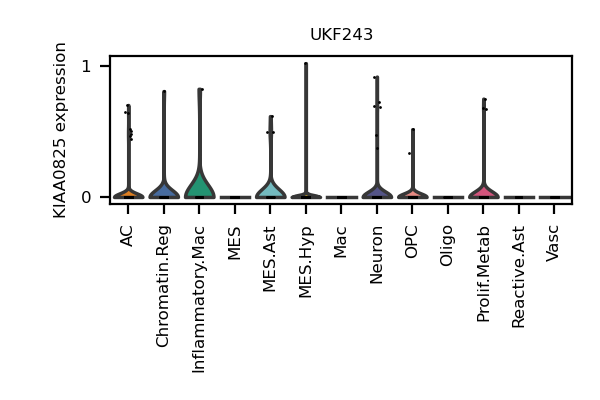 UKF243
KIAA0825 expression
1
0
AC
Chromatin.Reg
Inflammatory.Mac
MES
MES.Ast
MES.Hyp
Mac
Neuron
OPC
Oligo
Prolif.Metab
Reactive.Ast
Vasc